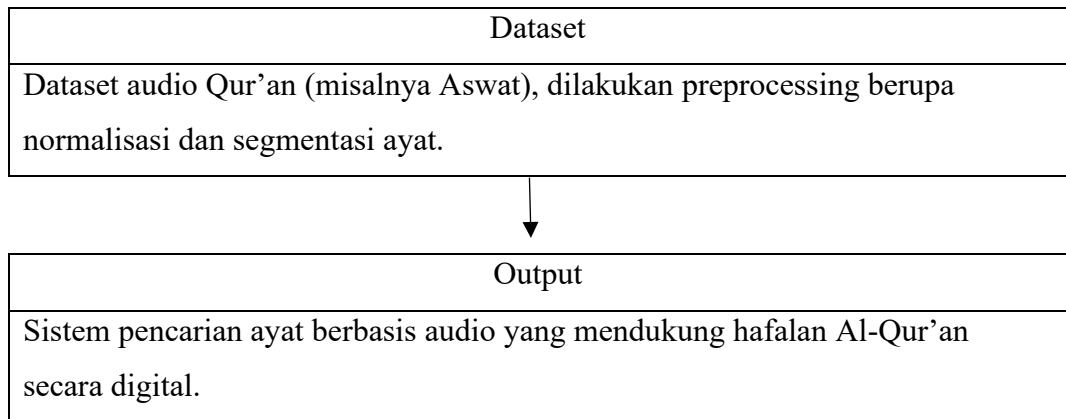 Dataset
Dataset audio Qur’an (misalnya Aswat), dilakukan preprocessing berupa
normalisasi dan segmentasi ayat.
Output
Sistem pencarian ayat berbasis audio yang mendukung hafalan Al-Qur’an
secara digital.